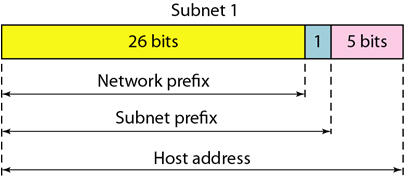 Subnet 1
26 bits 1 5 bits
Network prefix
Subnet prefix
Host address